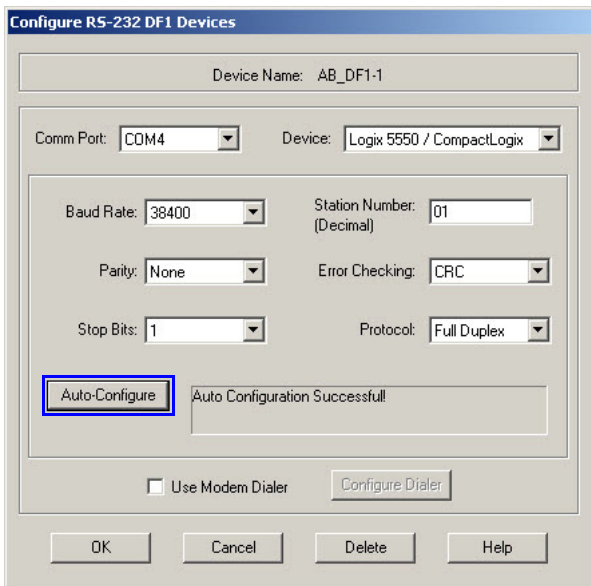 Configure RS-232 DF1 Devices
Device Name: AB_DF1-1
Comm Port: COM4 Device: Logix 5550 / CompactLogix
Baud Rate: 38400 Station Number: 01
(Decimal)
Parity: None Error Checking: CRC
Stop Bits: 1 Protocol: Full Duplex
Auto-Configure Auto Configuration Successful!
Use Modem Dialer Configure Dialer
OK Cancel Delete Help